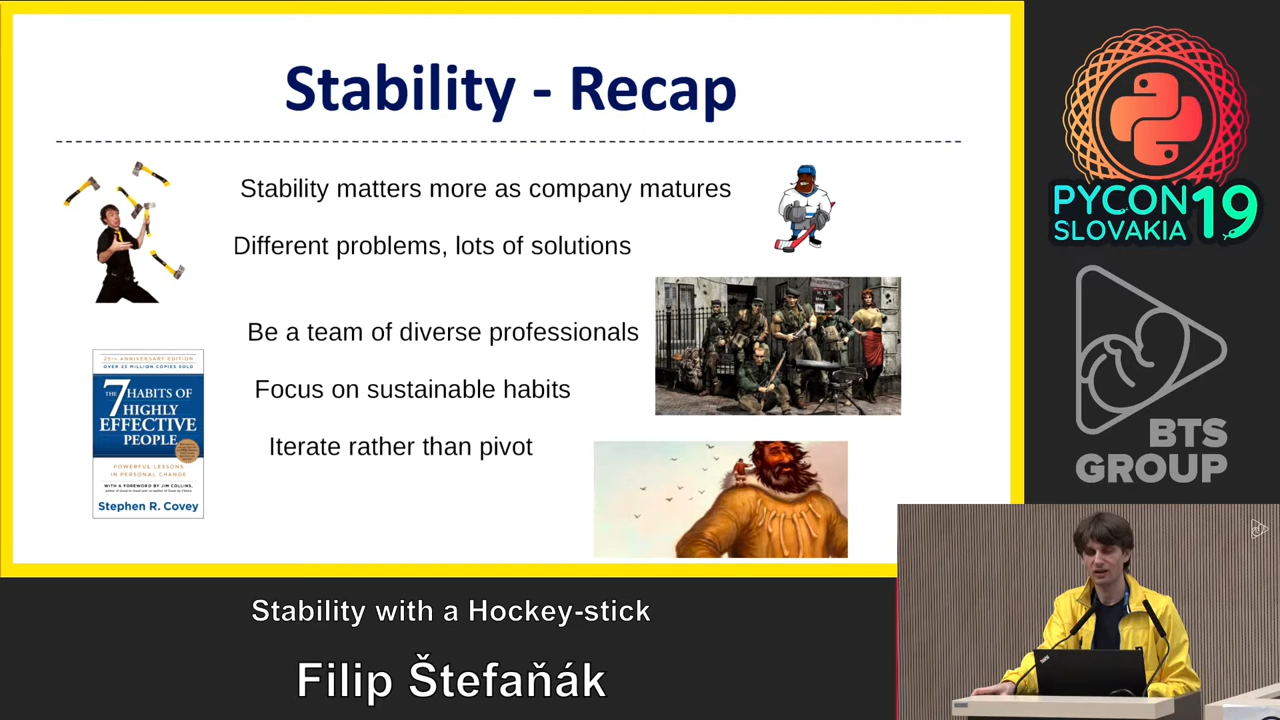 Stability - Recap
Stability matters more as company matures
Different problems, lots of solutions
Be a team of diverse professionals
Focus on sustainable habits
Iterate rather than pivot
25TH ANNIVERSARY EDITION
OVER 25 MILLION COPIES SOLD
THE 7 HABITS OF
HIGHLY
EFFECTIVE
PEOPLE
POWERFUL LESSONS
IN PERSONAL CHANGE
WITH A FOREWORD BY JIM COLLINS,
Stephen R. Covey
PYCON 19
SLOVAKIA
BTS
GROUP
Stability with a Hockey-stick
Filip Štefaňák